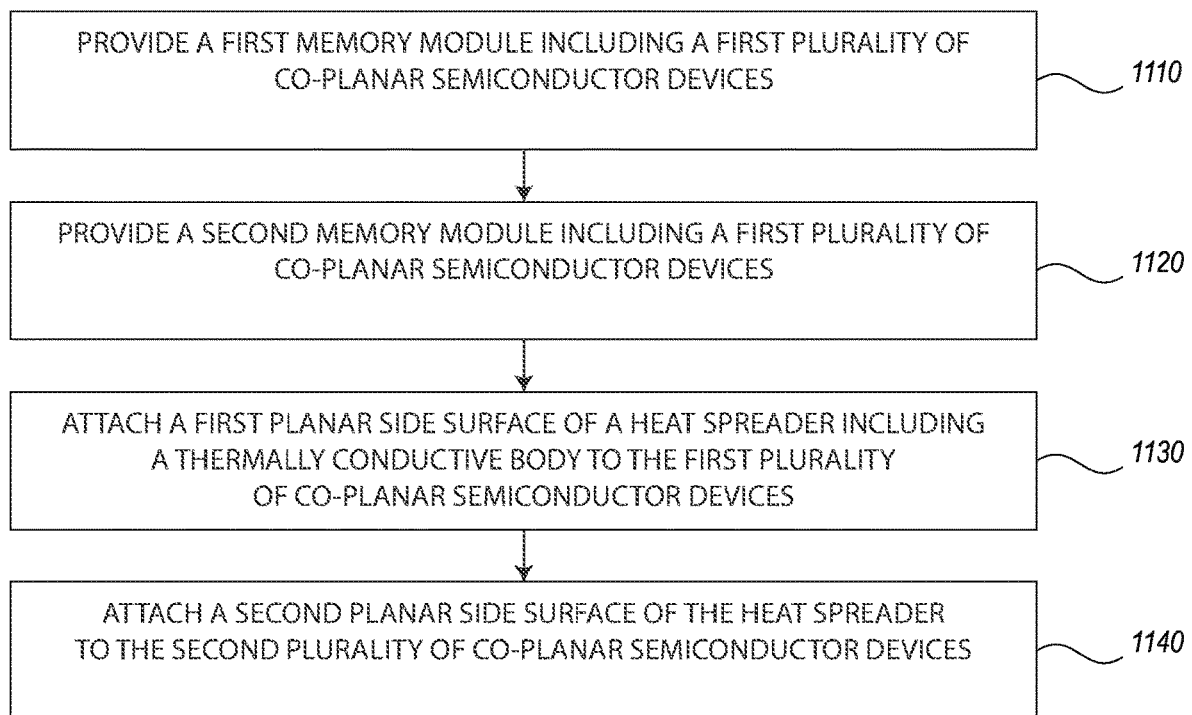 PROVIDE A FIRST MEMORY MODULE INCLUDING A FIRST PLURALITY OF
CO-PLANAR SEMICONDUCTOR DEVICES
1110
PROVIDE A SECOND MEMORY MODULE INCLUDING A FIRST PLURALITY OF
CO-PLANAR SEMICONDUCTOR DEVICES
1120
ATTACH A FIRST PLANAR SIDE SURFACE OF A HEAT SPREADER INCLUDING
A THERMALLY CONDUCTIVE BODY TO THE FIRST PLURALITY
OF CO-PLANAR SEMICONDUCTOR DEVICES
1130
ATTACH A SECOND PLANAR SIDE SURFACE OF THE HEAT SPREADER
TO THE SECOND PLURALITY OF CO-PLANAR SEMICONDUCTOR DEVICES
1140